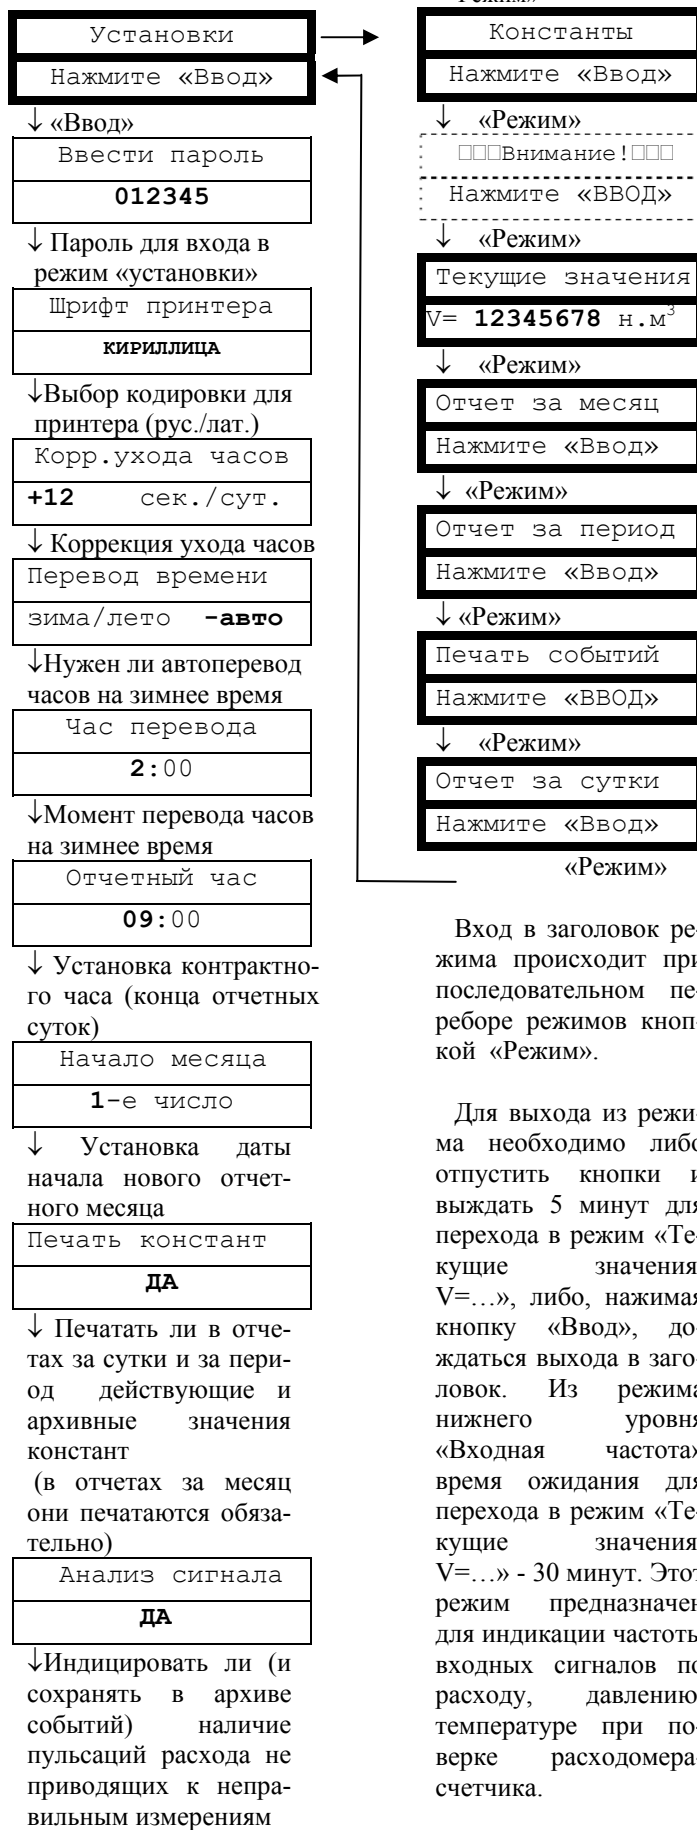 Установки
Нажмите «Ввод»
↓ «Ввод»
Ввести пароль
012345
↓ Пароль для входа в
режим «установки»
Шрифт принтера
КИРИЛЛИЦА
↓Выбор кодировки для
принтера (рус./лат.)
Корр.ухода часов
+12 сек./сут.
↓ Коррекция ухода часов
Перевод времени
зима/лето -авто
↓Нужен ли автоперевод
часов на зимнее время
Час перевода
2:00
↓Момент перевода часов
на зимнее время
Отчетный час
09:00
↓ Установка контрактно-
го часа (конца отчетных
суток)
Начало месяца
1-е число
↓ Установка даты
начала нового отчет-
ного месяца
Печать констант
ДА
↓ Печатать ли в отче-
тах за сутки и за пери-
од действующие и
архивные значения
констант
(в отчетах за месяц
они печатаются обяза-
тельно)
Анализ сигнала
ДА
↓Индицировать ли (и
сохранять в архиве
событий) наличие
пульсаций расхода не
приводящих к непра-
вильным измерениям
Константы
Нажмите «Ввод»
↓ «Режим»
□□□Внимание!□□□
Нажмите «ВВОД»
↓ «Режим»
Текущие значения
V= 12345678 н.м³
↓ «Режим»
Отчет за месяц
Нажмите «Ввод»
↓ «Режим»
Отчет за период
Нажмите «Ввод»
↓ «Режим»
Печать событий
Нажмите «ВВОД»
↓ «Режим»
Отчет за сутки
Нажмите «Ввод»
«Режим»
Вход в заголовок ре-
жима происходит при
последовательном пе-
реборе режимов кноп-
кой «Режим».
Для выхода из режи-
ма необходимо либо
отпустить кнопки и
выждать 5 минут для
перехода в режим «Те-
кущие значения
V=…», либо, нажимая
кнопку «Ввод», до-
ждаться выхода в заго-
ловок. Из режима
нижнего уровня
«Входная частота»
время ожидания для
перехода в режим «Те-
кущие значения
V=…» - 30 минут. Этот
режим предназначен
для индикации частоты
входных сигналов по
расходу, давлению,
температуре при по-
верке расходомера-
счетчика.